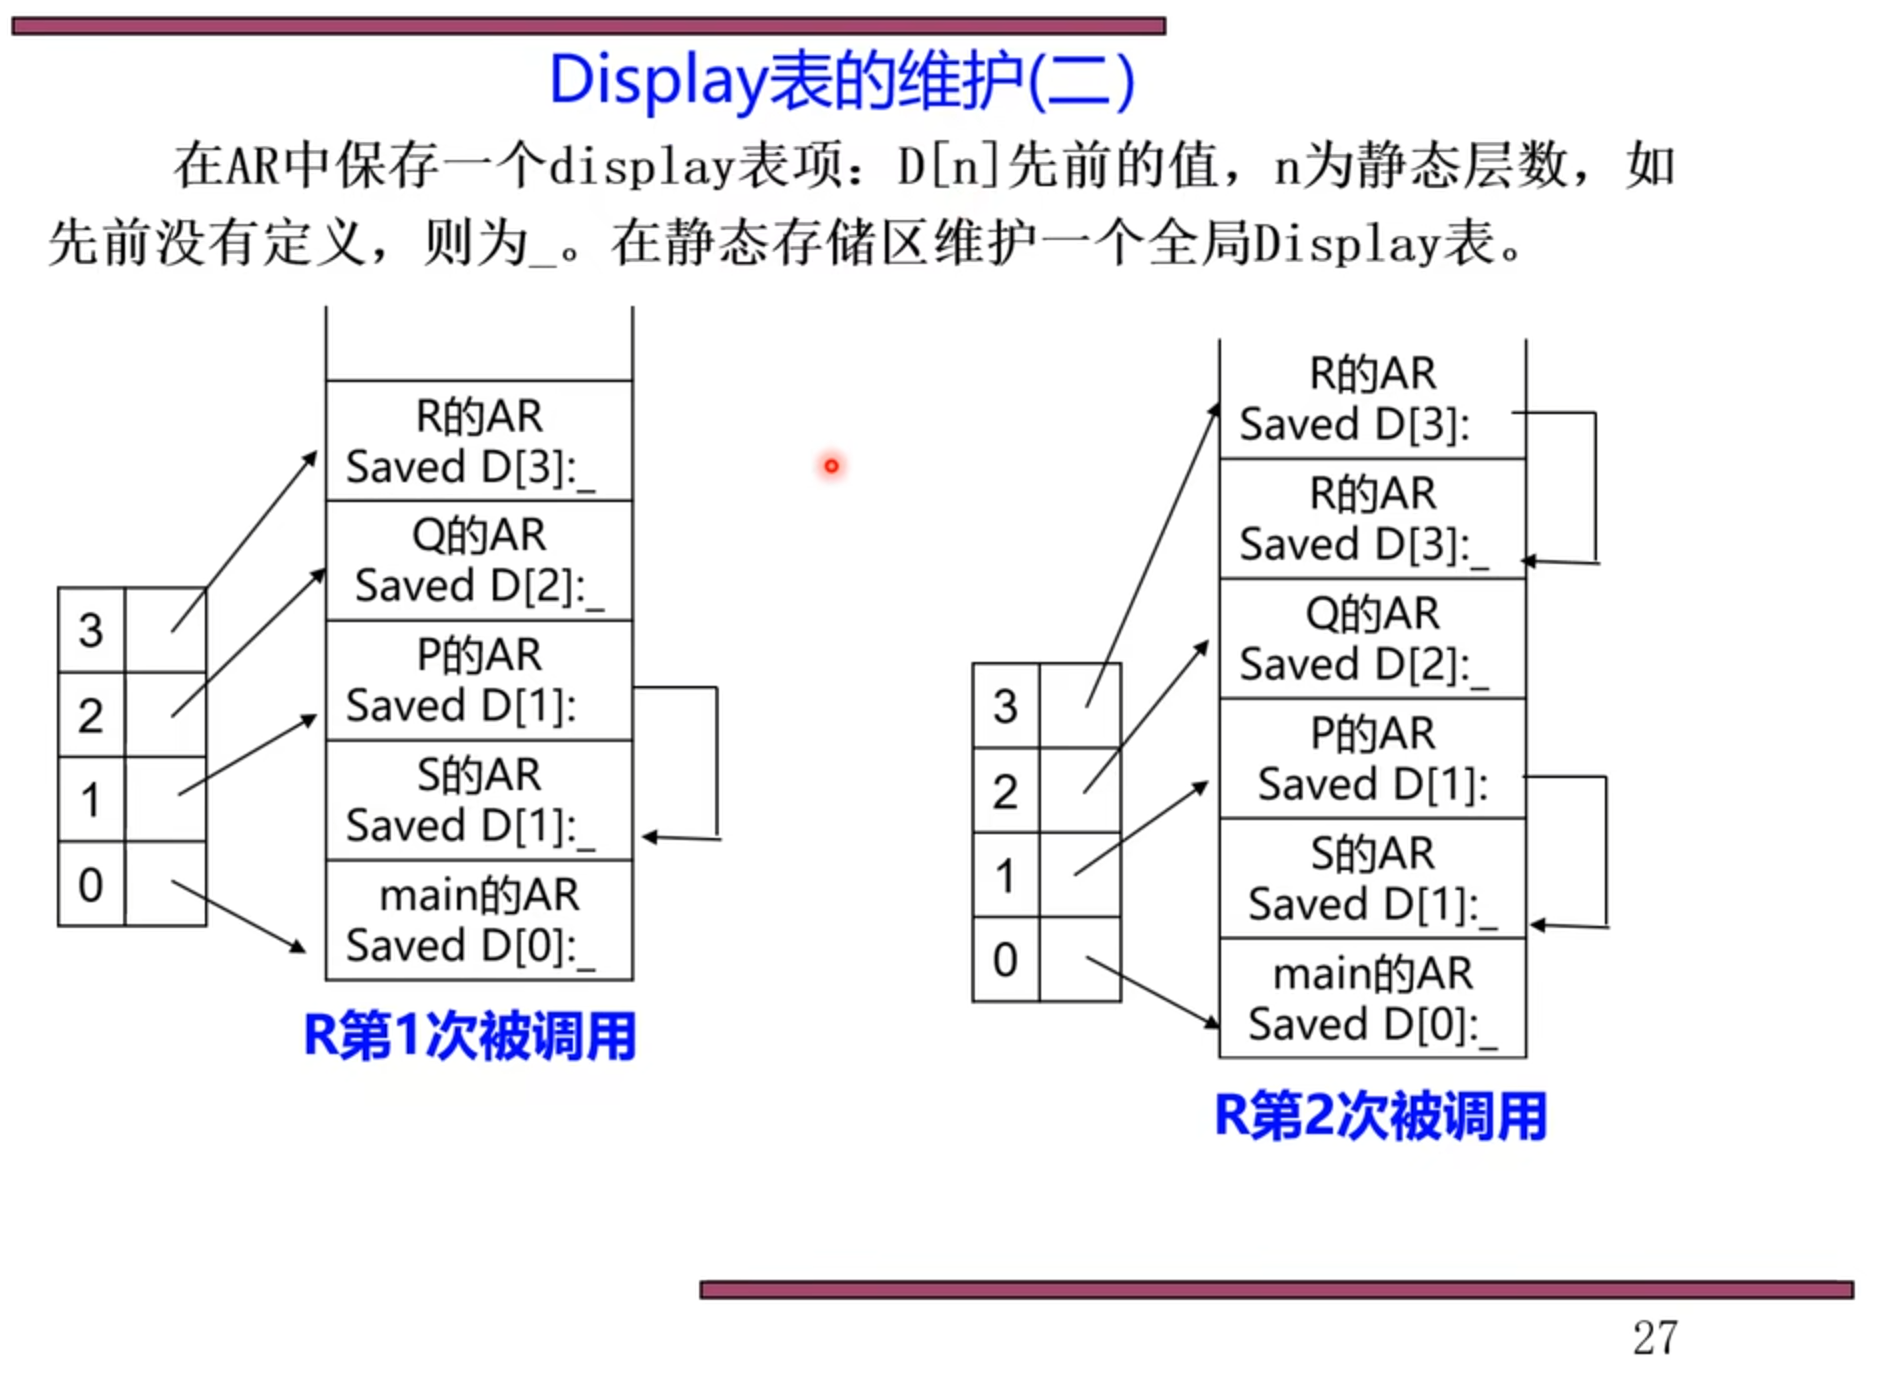 Display表的维护(二)
在AR中保存一个display表项：D[n]先前的值，n为静态层数，如
先前没有定义，则为_。在静态存储区维护一个全局Display表。
R的AR
Saved D[3]:_
Q的AR
Saved D[2]:_
P的AR
Saved D[1]:
S的AR
Saved D[1]:_
main的AR
Saved D[0]:_
3
2
1
0
R第1次被调用
R的AR
Saved D[3]:
R的AR
Saved D[3]:_
Q的AR
Saved D[2]:_
P的AR
Saved D[1]:
S的AR
Saved D[1]:_
main的AR
Saved D[0]:_
3
2
1
0
R第2次被调用
27